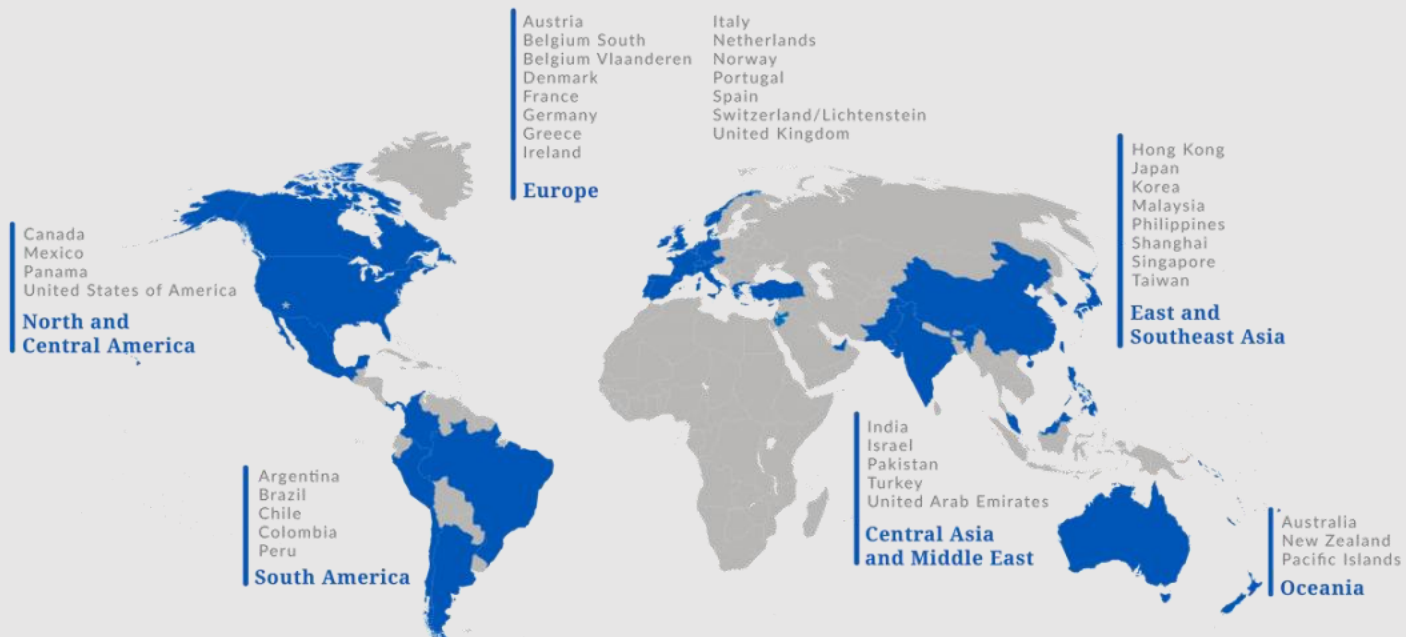 Austria
Belgium South
Belgium Vlaanderen
Denmark
France
Germany
Greece
Ireland
Italy
Netherlands
Norway
Portugal
Spain
Switzerland/Lichtenstein
United Kingdom
Europe
Canada
Mexico
Panama
United States of America
North and
Central America
Hong Kong
Japan
Korea
Malaysia
Philippines
Shanghai
Singapore
Taiwan
East and
Southeast Asia
Argentina
Brazil
Chile
Colombia
Peru
South America
India
Israel
Pakistan
Turkey
United Arab Emirates
Central Asia
and Middle East
Australia
New Zealand
Pacific Islands
Oceania